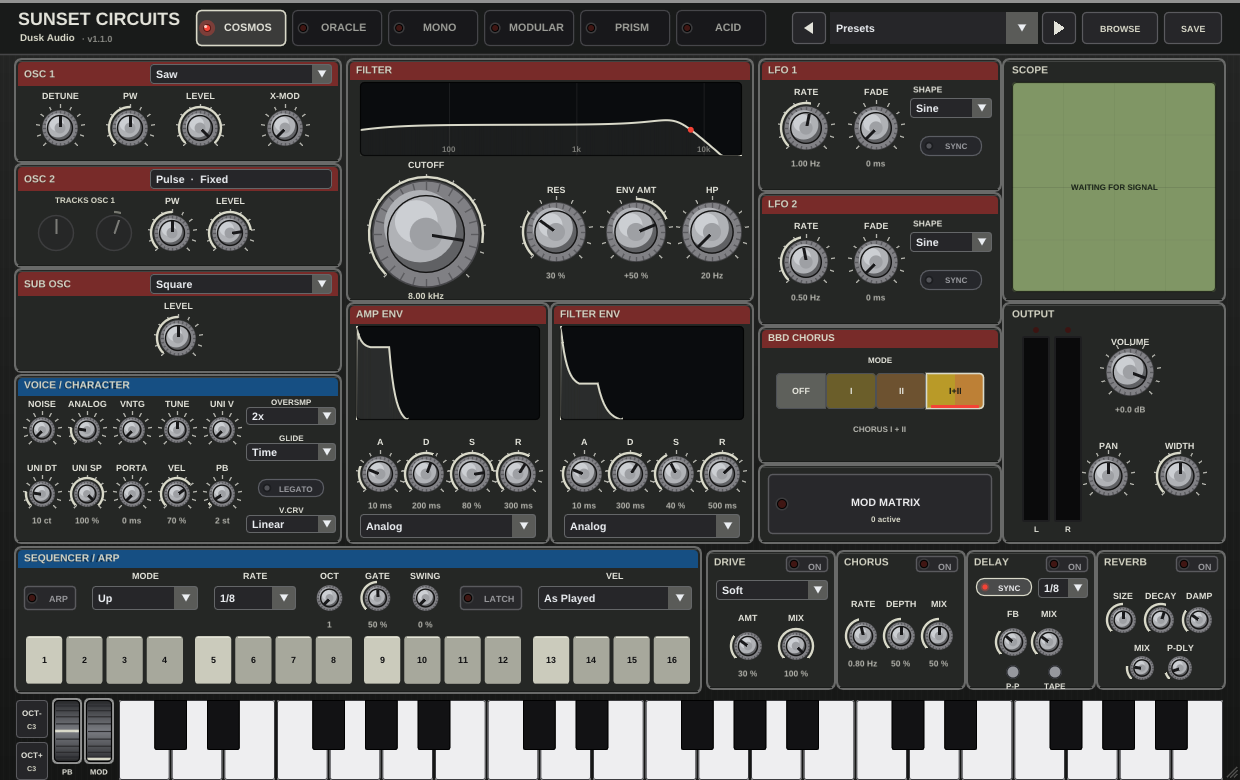 SUNSET CIRCUITS
Dusk Audio · v1.1.0
COSMOS
ORACLE
MONO
MODULAR
PRISM
ACID
Presets
BROWSE
SAVE
OSC 1
Saw
DETUNE PW LEVEL X-MOD
OSC 2
Pulse · Fixed
TRACKS OSC 1 PW LEVEL
SUB OSC
Square
LEVEL
VOICE / CHARACTER
NOISE ANALOG VNTG TUNE UNI V
OVERSMP
2x
GLIDE
Time
UNI DT UNI SP PORTA VEL PB
10 ct 100 % 0 ms 70 % 2 st
LEGATO
V.CRV
Linear
FILTER
100 1k 10k
CUTOFF
8.00 kHz
RES ENV AMT HP
30 % +50 % 20 Hz
AMP ENV
A D S R
10 ms 200 ms 80 % 300 ms
Analog
FILTER ENV
A D S R
10 ms 300 ms 40 % 500 ms
Analog
LFO 1
RATE FADE
SHAPE
Sine
SYNC
1.00 Hz 0 ms
LFO 2
RATE FADE
SHAPE
Sine
SYNC
0.50 Hz 0 ms
BBD CHORUS
MODE
OFF I II I+II
CHORUS I + II
MOD MATRIX
0 active
SCOPE
WAITING FOR SIGNAL
OUTPUT
VOLUME
+0.0 dB
PAN WIDTH
L R
SEQUENCER / ARP
MODE RATE OCT GATE SWING VEL
ARP
Up
1/8
LATCH
As Played
1 50 % 0 %
1 2 3 4 5 6 7 8 9 10 11 12 13 14 15 16
DRIVE
ON
Soft
AMT MIX
30 % 100 %
CHORUS
ON
RATE DEPTH MIX
0.80 Hz 50 % 50 %
DELAY
ON
SYNC
1/8
FB MIX
P-P TAPE
REVERB
ON
SIZE DECAY DAMP
MIX P-DLY
OCT-
C3
OCT+
C3
PB MOD